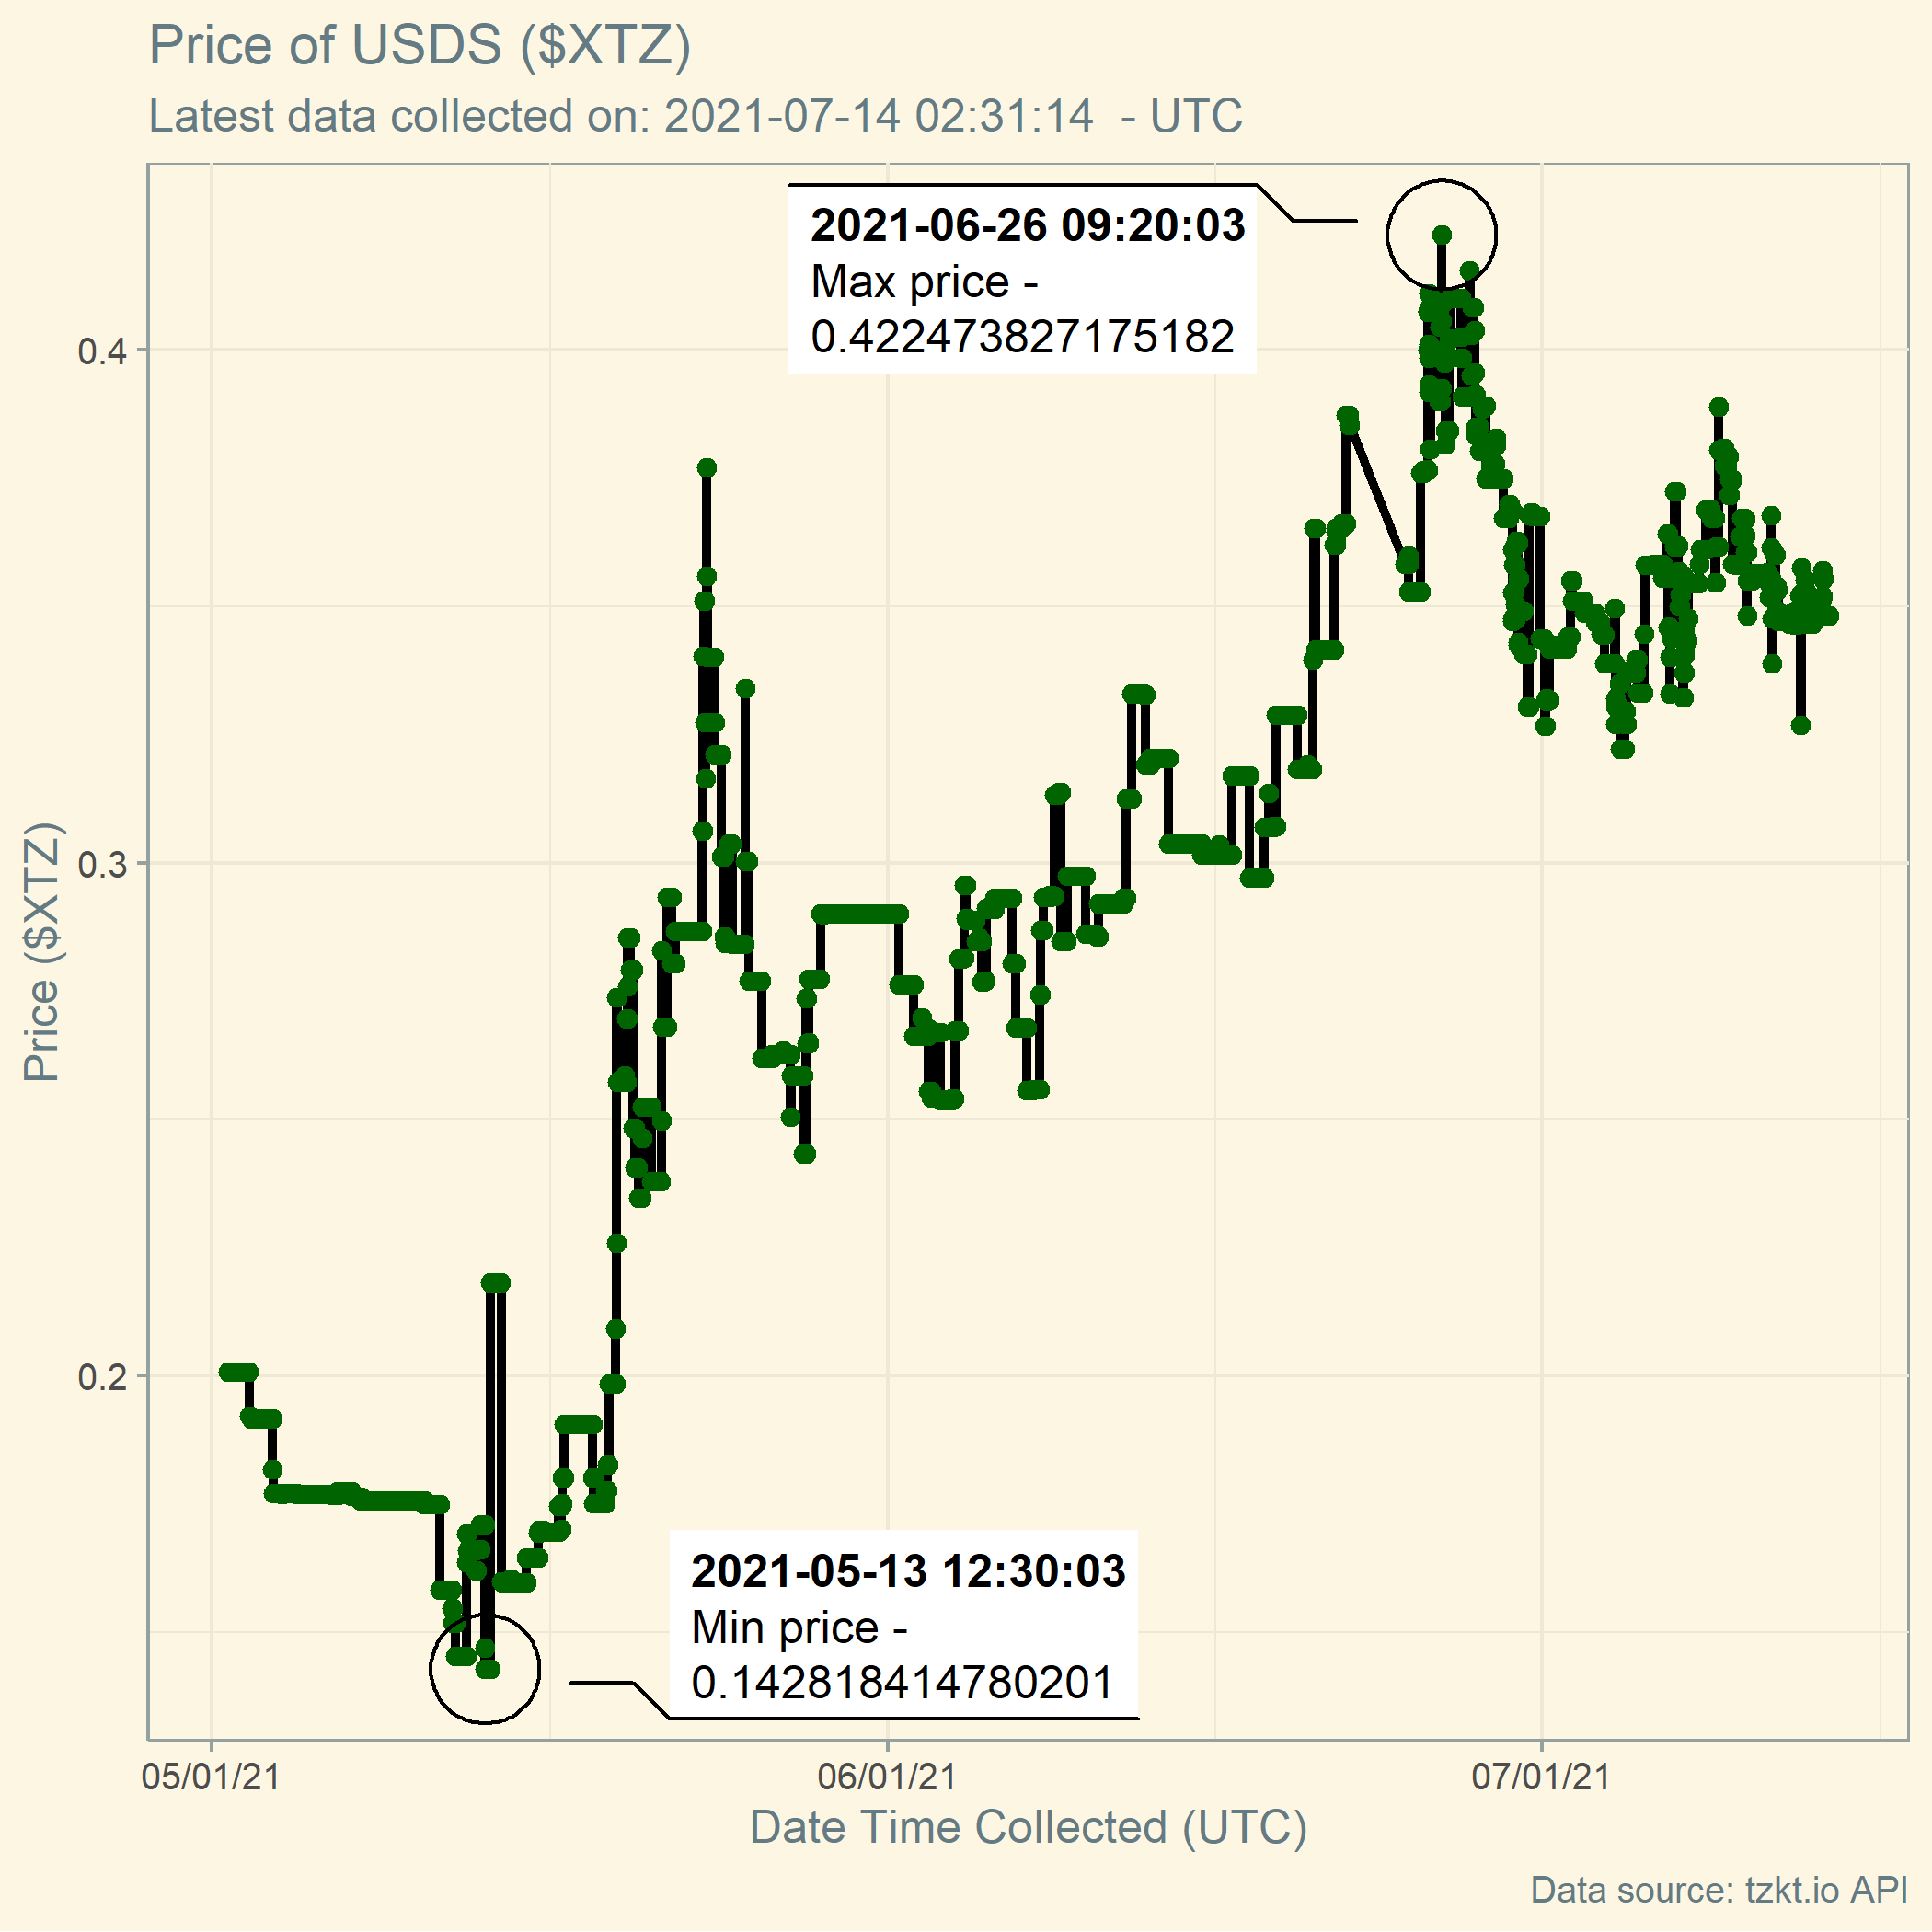 Price of USDS ($XTZ)
Latest data collected on: 2021-07-14 02:31:14  - UTC
2021-06-26 09:20:03
Max price -
0.422473827175182
0.4
0.3
0.2
Price ($XTZ)
2021-05-13 12:30:03
Min price -
0.142818414780201
05/01/21
06/01/21
07/01/21
Date Time Collected (UTC)
Data source: tzkt.io API